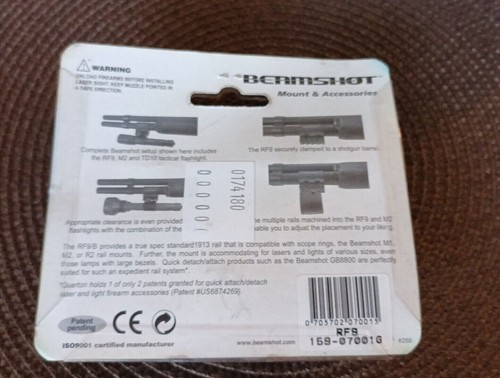 WARNING
UNLOAD FIREARMS BEFORE INSTALLING
LASER SIGHT. KEEP MUZZLE POINTED IN
A SAFE DIRECTION.
BEAMSHOT
Mount & Accessories
Complete Beamshot setup shown here includes
the RF9, M2 and TD10 tactical flashlight.
The RF9 securely clamped to a shotgun barrel.
0174180
Appropriate clearance is even provided
flashlights with the combination of the
the multiple rails machined into the RF9 and M2
enable you to adjust the placement to your liking.
The RF9/B provides a true spec standard1913 rail that is compatible with scope rings, the Beamshot M1,
M2, or R2 rail mounts. Further, the mount is accommodating for lasers and lights of various sizes, even
those lamps with large bezels. Quick detach/attach products such as the Beamshot GB8800 are perfectly
suited for such an expedient rail system*.
*Quarton holds 1 of only 2 patents granted for quick attach/detach
laser and light firearm accessories (Patent #US6874269).
Patent
pending
CE
ISO9001 certified manufacturer
www.beamshot.com
RF9
159-07001G